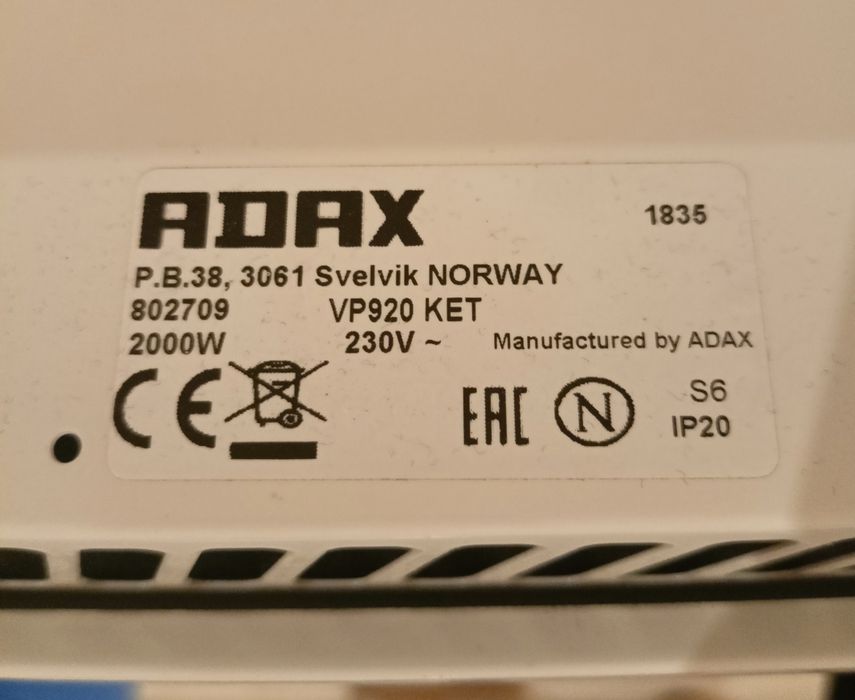 ADAX
1835
P.B.38, 3061 Svelvik NORWAY
802709 VP920 KET
2000W 230V ~ Manufactured by ADAX
CE EAC N S6
IP20